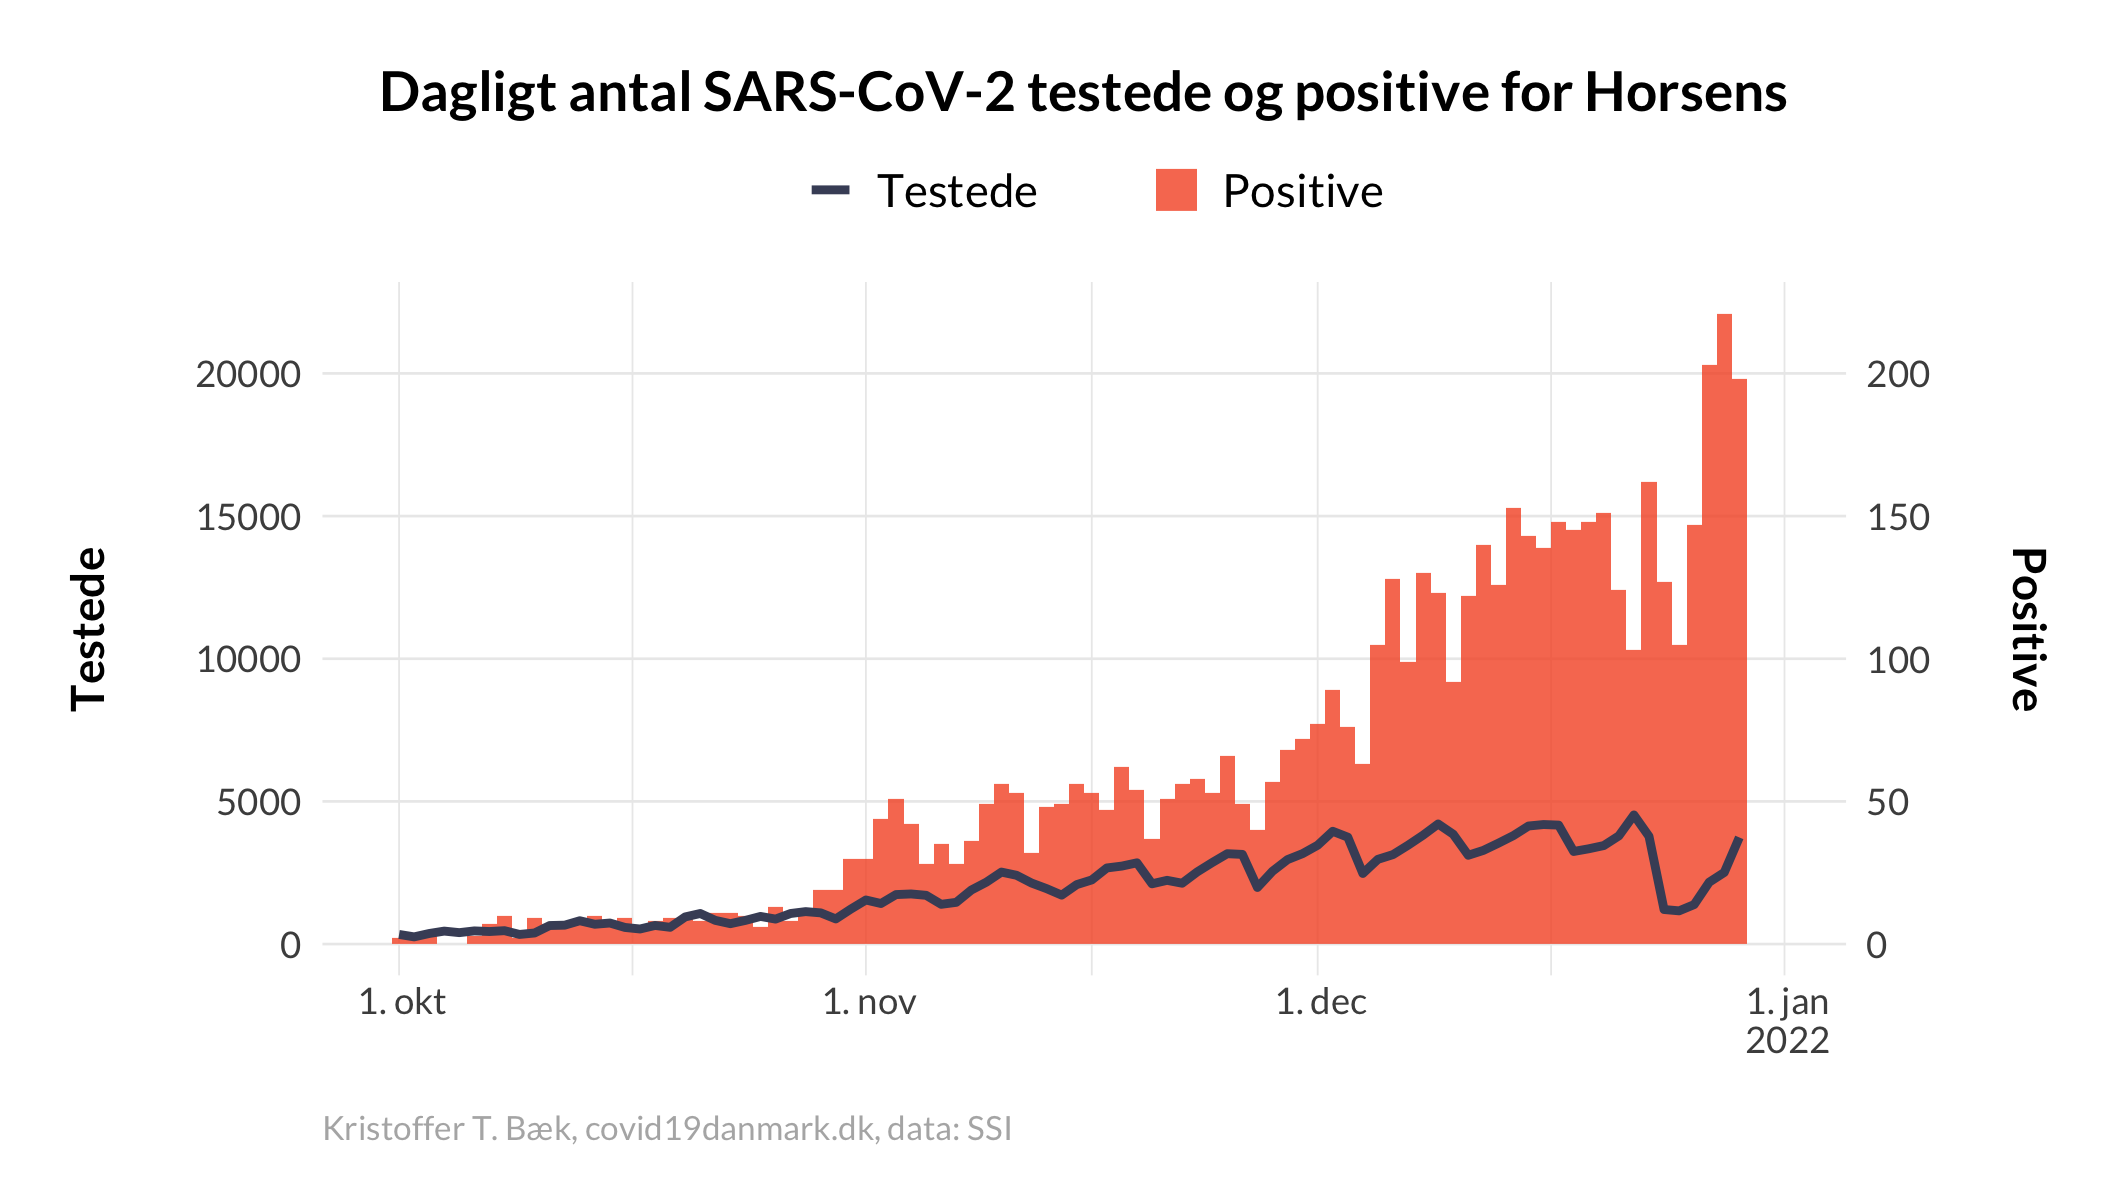 Dagligt antal SARS-CoV-2 testede og positive for Horsens
Testede
Positive
20000
15000
10000
5000
0
Testede
200
150
100
50
0
Positive
1. okt
1. nov
1. dec
1. jan
2022
Kristoffer T. Bæk, covid19danmark.dk, data: SSI